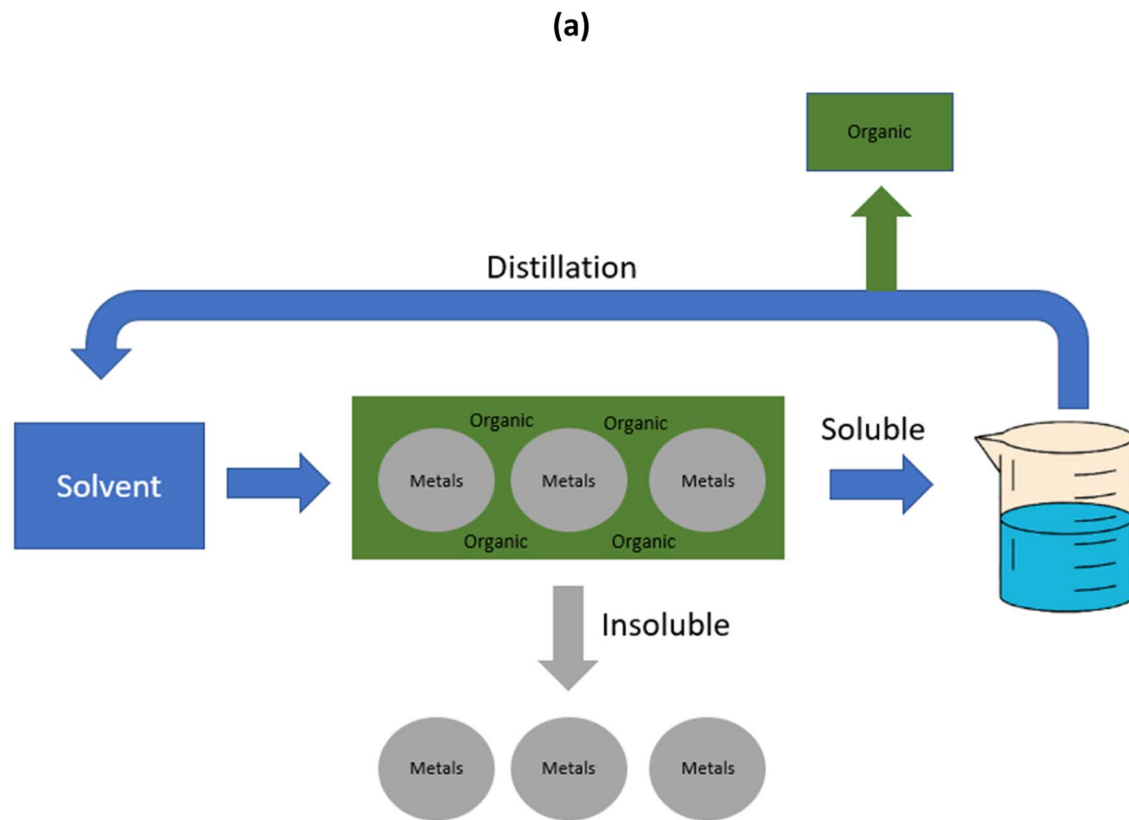 (a)
Organic
Distillation
Solvent
Organic
Organic
Metals
Metals
Metals
Organic
Organic
Soluble
Insoluble
Metals
Metals
Metals